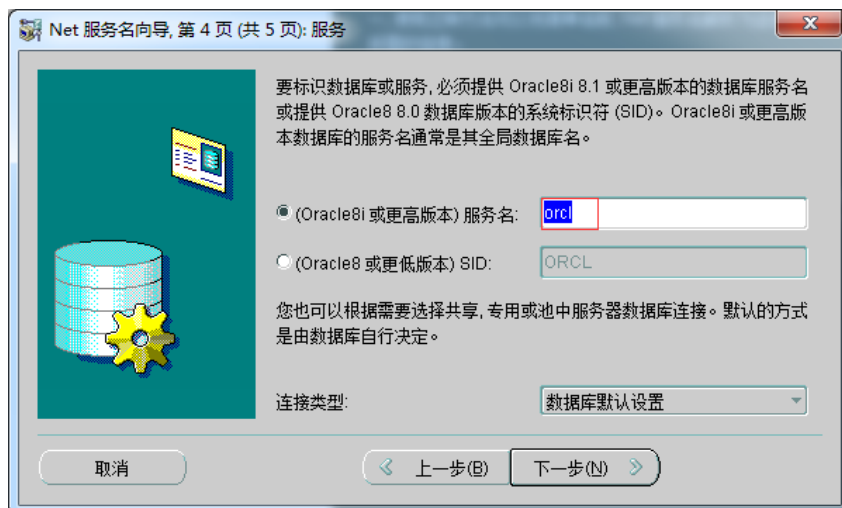 Net 服务名向导, 第 4 页 (共 5 页): 服务
要标识数据库或服务, 必须提供 Oracle8i 8.1 或更高版本的数据库服务名
或提供 Oracle8 8.0 数据库版本的系统标识符 (SID)。Oracle8i 或更高版
本数据库的服务名通常是其全局数据库名。
(Oracle8i 或更高版本) 服务名: orcl
(Oracle8 或更低版本) SID: ORCL
您也可以根据需要选择共享, 专用或池中服务器数据库连接。默认的方式
是由数据库自行决定。
连接类型: 数据库默认设置
取消 上一步(B) 下一步(N)